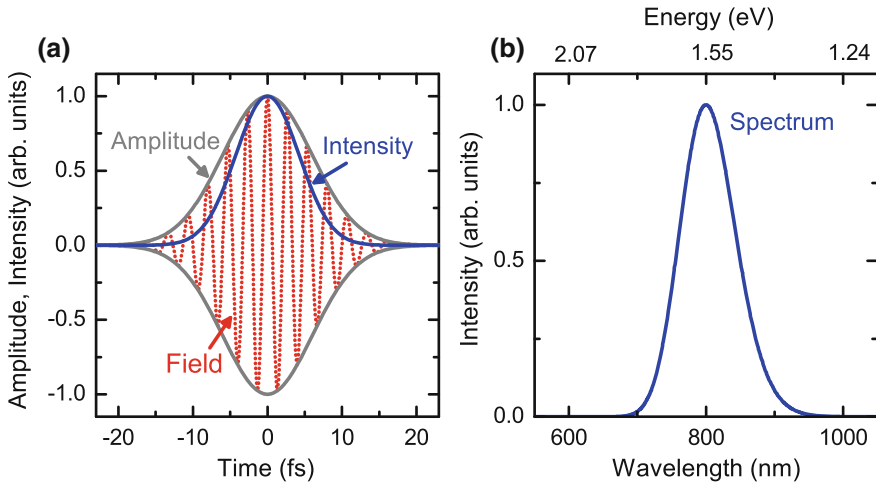 (a)
Amplitude, Intensity (arb. units)
1.0
0.5
0.0
-0.5
-1.0
Amplitude
Intensity
Field
-20 -10 0 10 20
Time (fs)
(b)
Energy (eV)
2.07 1.55 1.24
Intensity (arb. units)
1.0
0.5
0.0
Spectrum
600 800 1000
Wavelength (nm)